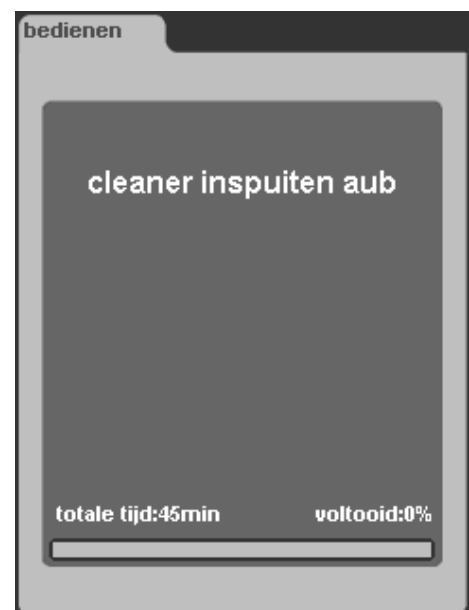 bedienen
cleaner inspuiten aub
totale tijd:45min voltooid:0%